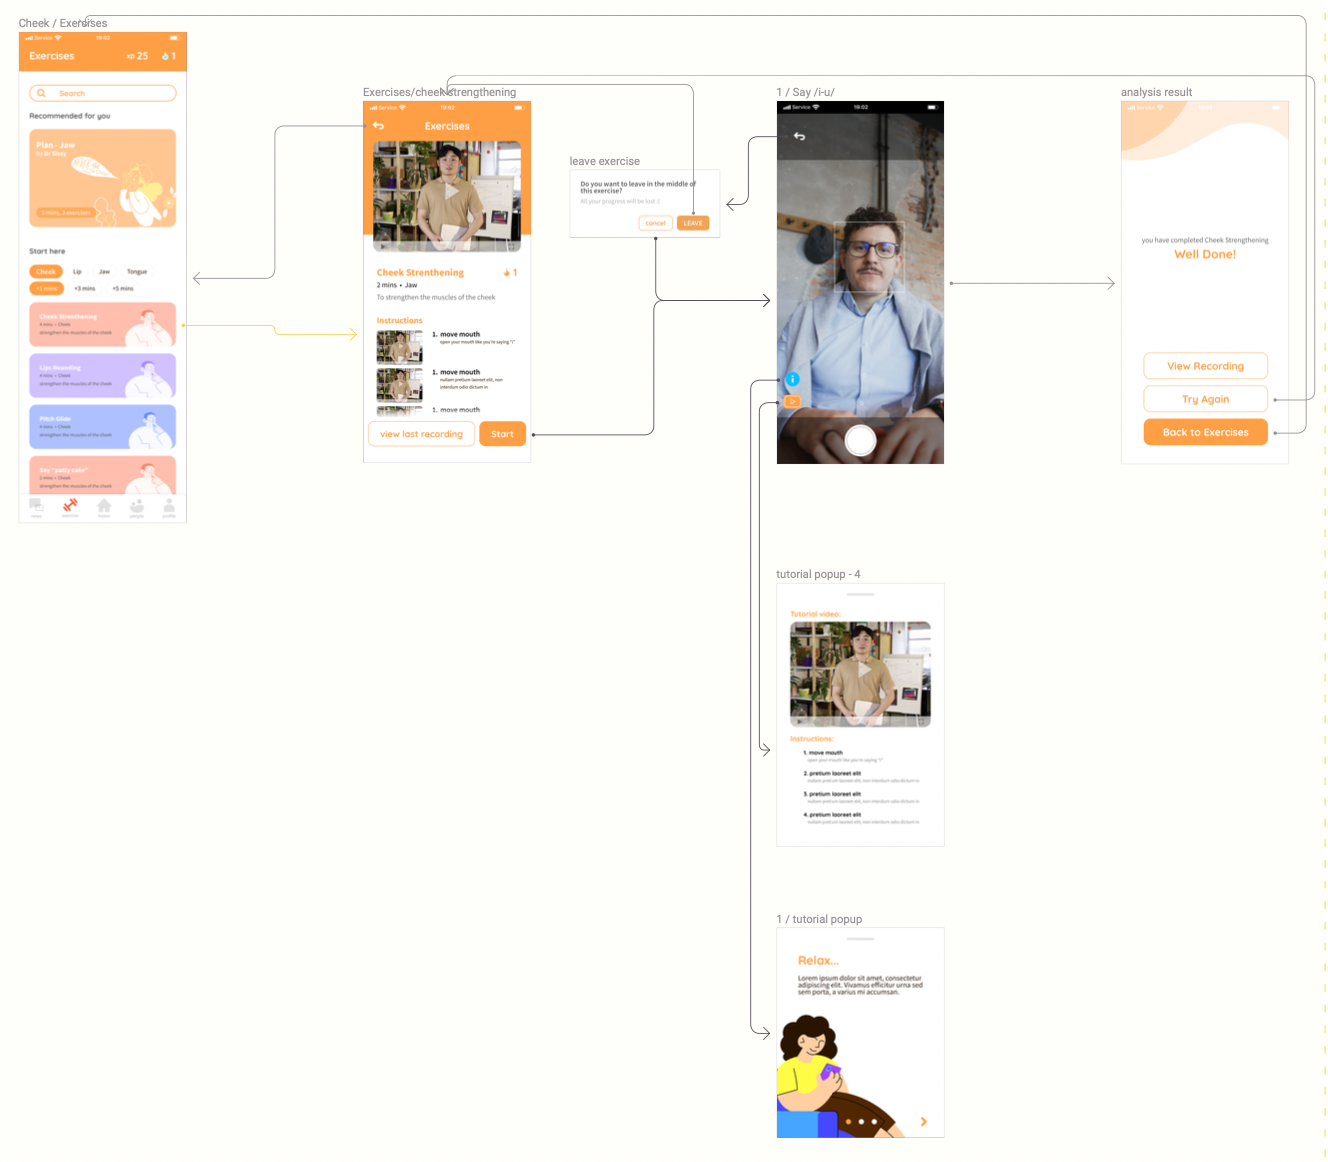 Cheek / Exercises
Service
19:02
Exercises
xp 25
1
Search
Recommended for you
Plan - Jaw
by Dr Sissy
5 mins, 3 exercises
Start here
Cheek
Lip
Jaw
Tongue
<1 mins
<3 mins
<5 mins
Cheek Strenthening
4 mins • Cheek
strengthen the muscles of the cheek
Lips Rounding
4 mins • Cheek
strengthen the muscles of the cheek
Pitch Glide
4 mins • Cheek
strengthen the muscles of the cheek
Say "patty cake"
2 mins • Cheek
strengthen the muscles of the cheek
exercise
home
people
profile
Exercises/cheek strengthening
Service
19:02
Exercises
Cheek Strenthening
1
2 mins • Jaw
To strengthen the muscles of the cheek
Instructions
1. move mouth
open your mouth like you're saying "i"
1. move mouth
nullam pretium laoreet elit, non
interdum odio dictum in
1. move mouth
view last recording
Start
leave exercise
Do you want to leave in the middle of
this exercise?
All your progress will be lost :(
cancel
LEAVE
1 / Say /i-u/
Service
19:02
i
analysis result
Service
19:02
you have completed Cheek Strengthening
Well Done!
View Recording
Try Again
Back to Exercises
tutorial popup - 4
Tutorial video:
Instructions:
1. move mouth
open your mouth like you're saying "i"
2. pretium laoreet elit
nullam pretium laoreet elit, non interdum odio dictum in
3. pretium laoreet elit
nullam pretium laoreet elit, non interdum odio dictum in
4. pretium laoreet elit
nullam pretium laoreet elit, non interdum odio dictum in
1 / tutorial popup
Relax...
Lorem ipsum dolor sit amet, consectetur
adipiscing elit. Vivamus efficitur urna sed
sem porta, a varius mi accumsan.